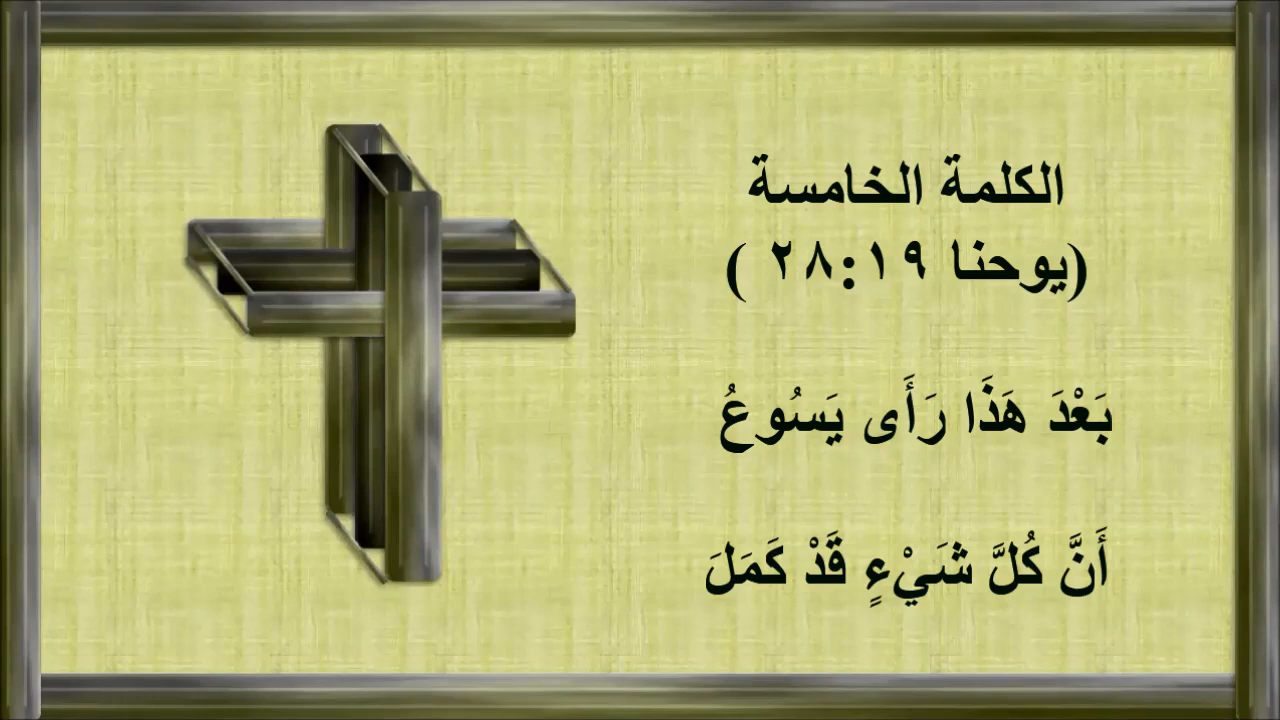 الكلمة الخامسة
(يوحنا ١٩:٢٨ )
بَعْدَ هَذَا رَأَى يَسُوعُ
أَنَّ كُلَّ شَيْءٍ قَدْ كَمَلَ